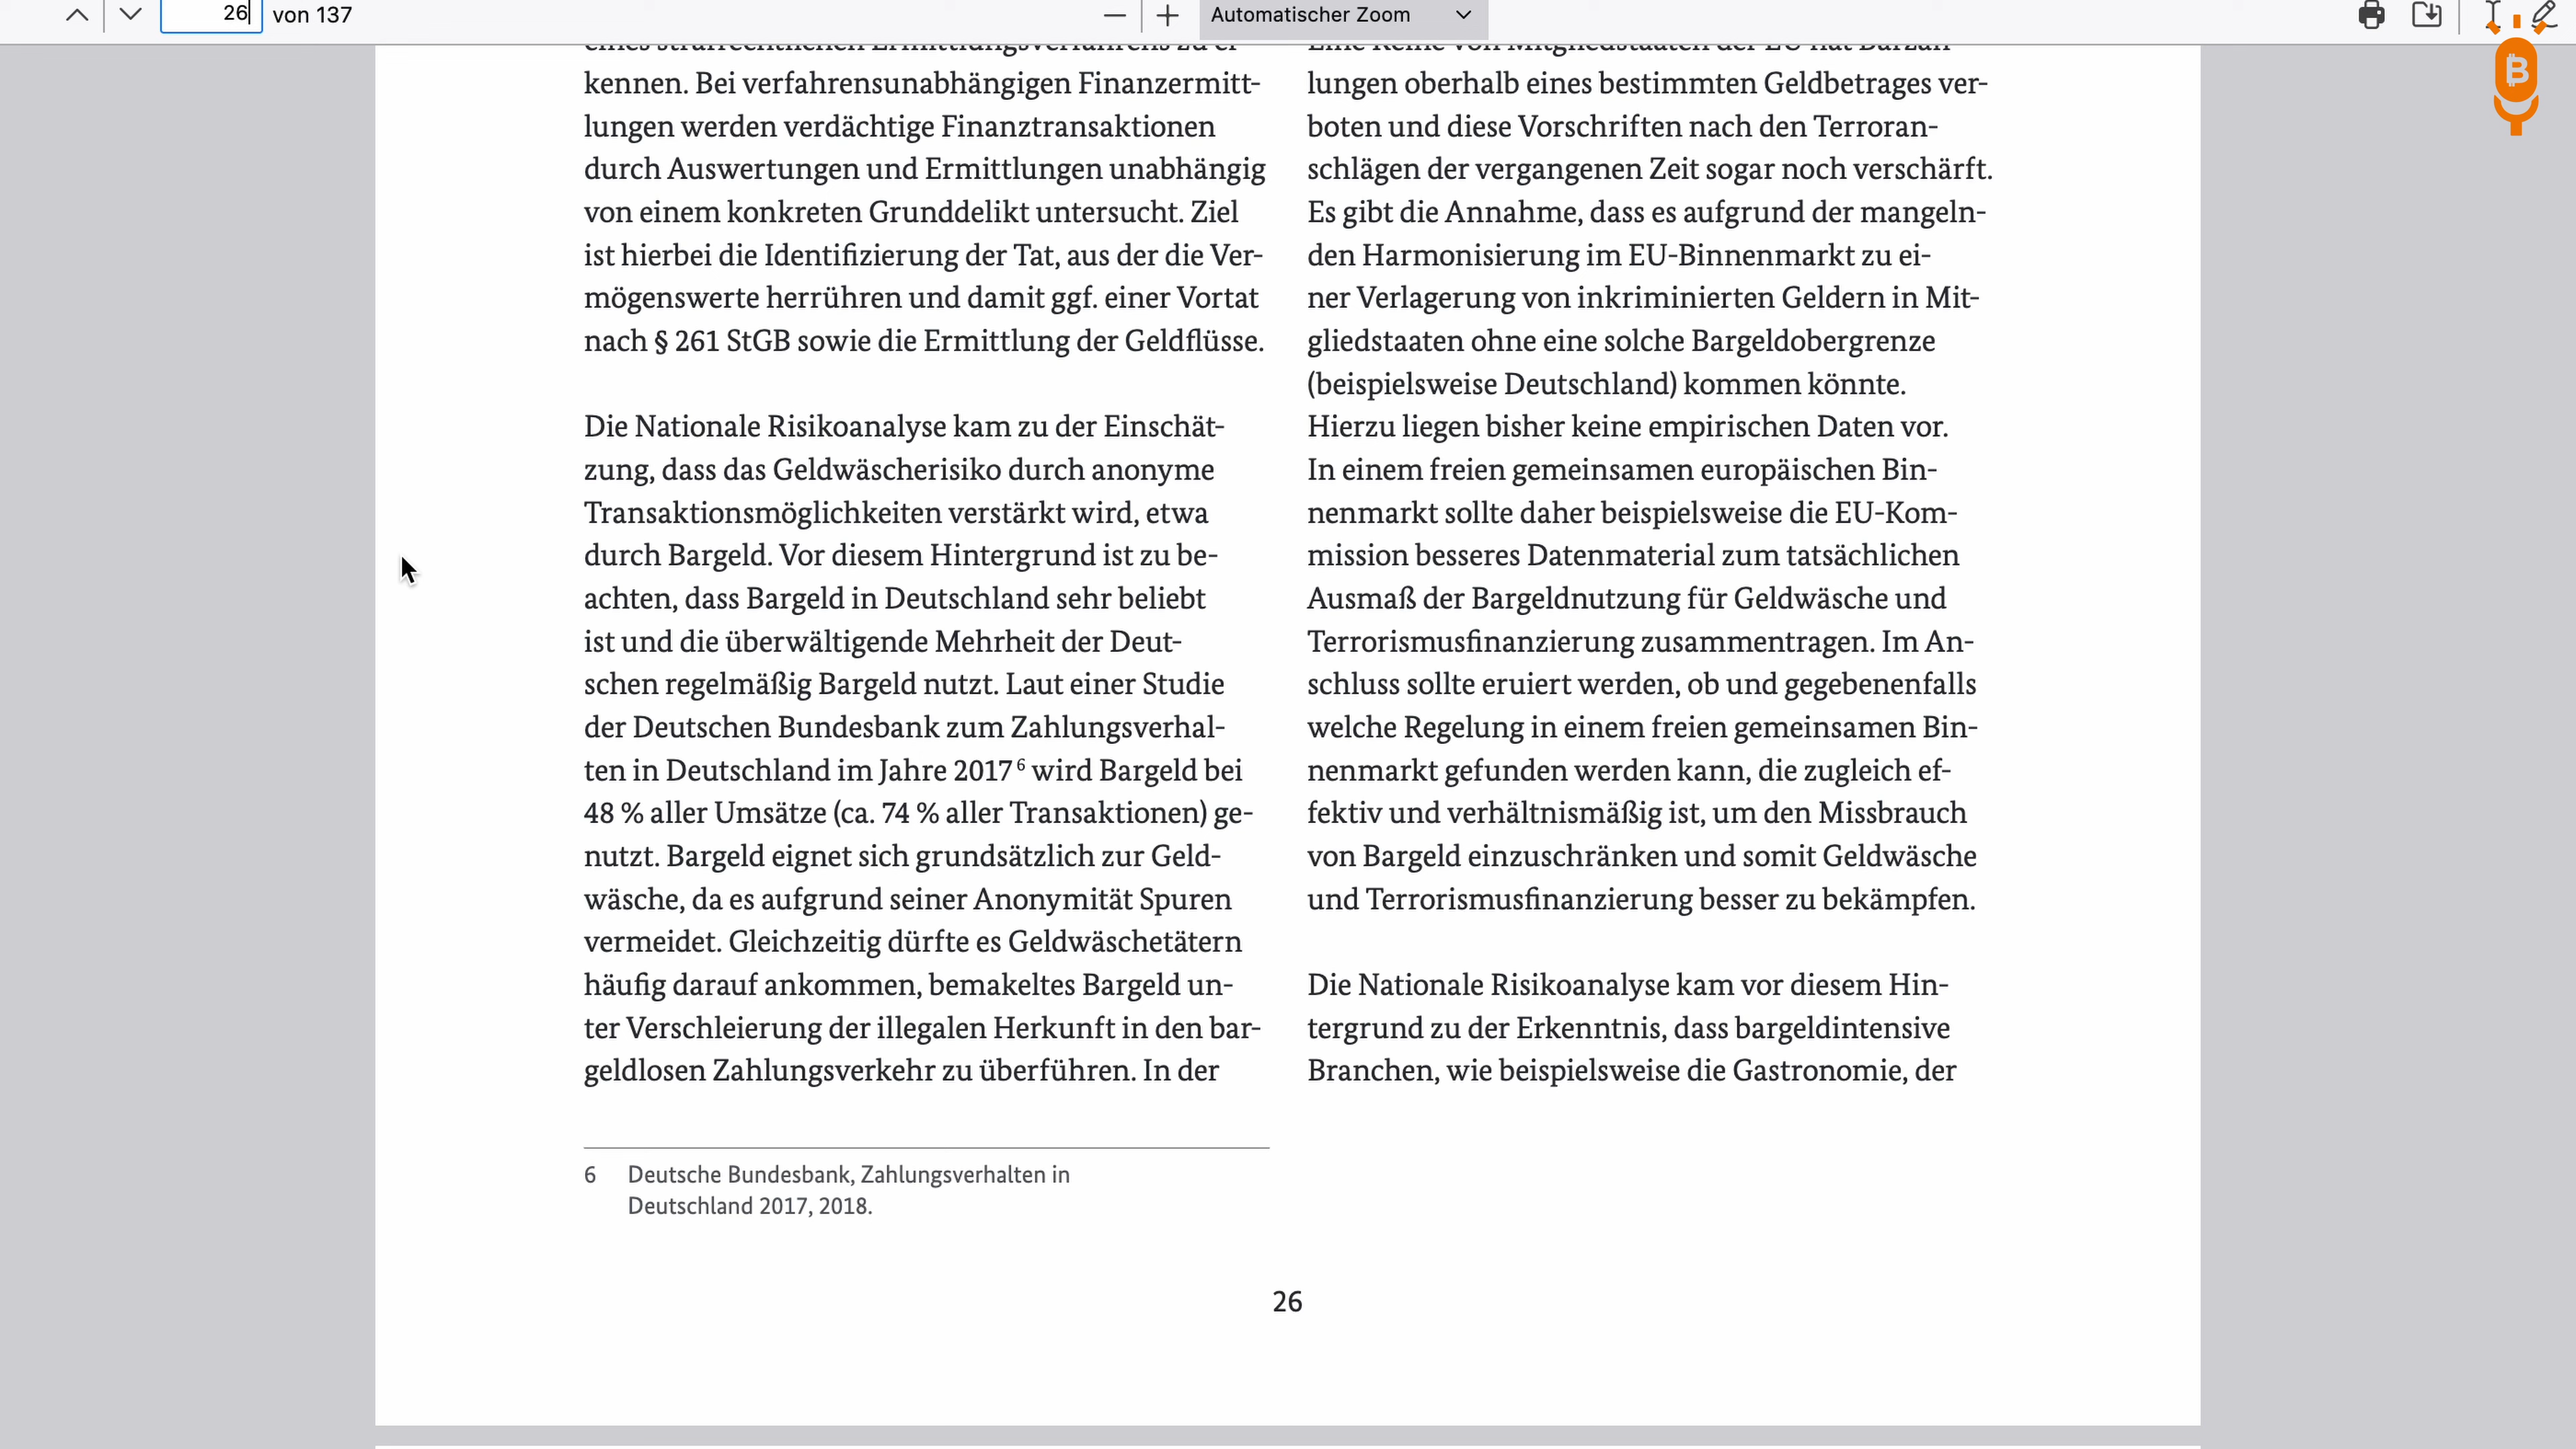 26 von 137
Automatischer Zoom
eines strafrechtlichen Ermittlungsverfahrens zu er-
kennen. Bei verfahrensunabhängigen Finanzermitt-
lungen werden verdächtige Finanztransaktionen
durch Auswertungen und Ermittlungen unabhängig
von einem konkreten Grunddelikt untersucht. Ziel
ist hierbei die Identifizierung der Tat, aus der die Ver-
mögenswerte herrühren und damit ggf. einer Vortat
nach § 261 StGB sowie die Ermittlung der Geldflüsse.
Die Nationale Risikoanalyse kam zu der Einschät-
zung, dass das Geldwäscherisiko durch anonyme
Transaktionsmöglichkeiten verstärkt wird, etwa
durch Bargeld. Vor diesem Hintergrund ist zu be-
achten, dass Bargeld in Deutschland sehr beliebt
ist und die überwältigende Mehrheit der Deut-
schen regelmäßig Bargeld nutzt. Laut einer Studie
der Deutschen Bundesbank zum Zahlungsverhal-
ten in Deutschland im Jahre 2017 6 wird Bargeld bei
48 % aller Umsätze (ca. 74 % aller Transaktionen) ge-
nutzt. Bargeld eignet sich grundsätzlich zur Geld-
wäsche, da es aufgrund seiner Anonymität Spuren
vermeidet. Gleichzeitig dürfte es Geldwäschetätern
häufig darauf ankommen, bemakeltes Bargeld un-
ter Verschleierung der illegalen Herkunft in den bar-
geldlosen Zahlungsverkehr zu überführen. In der
6 Deutsche Bundesbank, Zahlungsverhalten in
Deutschland 2017, 2018.
Eine Reihe von Mitgliedstaaten der EU hat Barzah-
lungen oberhalb eines bestimmten Geldbetrages ver-
boten und diese Vorschriften nach den Terroran-
schlägen der vergangenen Zeit sogar noch verschärft.
Es gibt die Annahme, dass es aufgrund der mangeln-
den Harmonisierung im EU-Binnenmarkt zu ei-
ner Verlagerung von inkriminierten Geldern in Mit-
gliedstaaten ohne eine solche Bargeldobergrenze
(beispielsweise Deutschland) kommen könnte.
Hierzu liegen bisher keine empirischen Daten vor.
In einem freien gemeinsamen europäischen Bin-
nenmarkt sollte daher beispielsweise die EU-Kom-
mission besseres Datenmaterial zum tatsächlichen
Ausmaß der Bargeldnutzung für Geldwäsche und
Terrorismusfinanzierung zusammentragen. Im An-
schluss sollte eruiert werden, ob und gegebenenfalls
welche Regelung in einem freien gemeinsamen Bin-
nenmarkt gefunden werden kann, die zugleich ef-
fektiv und verhältnismäßig ist, um den Missbrauch
von Bargeld einzuschränken und somit Geldwäsche
und Terrorismusfinanzierung besser zu bekämpfen.
Die Nationale Risikoanalyse kam vor diesem Hin-
tergrund zu der Erkenntnis, dass bargeldintensive
Branchen, wie beispielsweise die Gastronomie, der
26